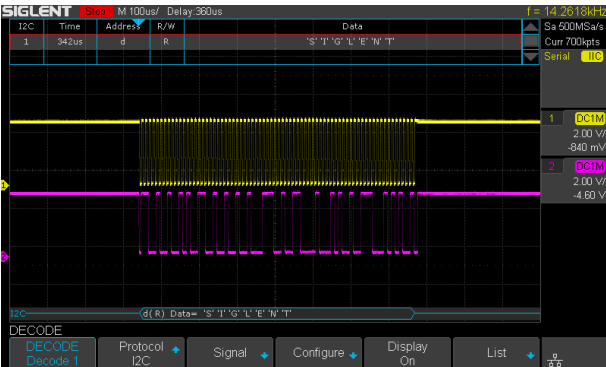 SIGLENT Stop M 100us/ Delay:360us f = 14.2618kHz
I2C Time Address R/W Data Sa 500MSa/s
1 342us d R 'S' 'I' 'G' 'L' 'E' 'N' 'T' Curr 700kpts
Serial IIC
1 DC1M
2.00 V/
-840 mV
2 DC1M
2.00 V/
-4.60 V
1
2
I2C d( R) Data= 'S' 'I' 'G' 'L' 'E' 'N' 'T'
DECODE
DECODE Protocol Signal Configure Display List
Decode 1 I2C On